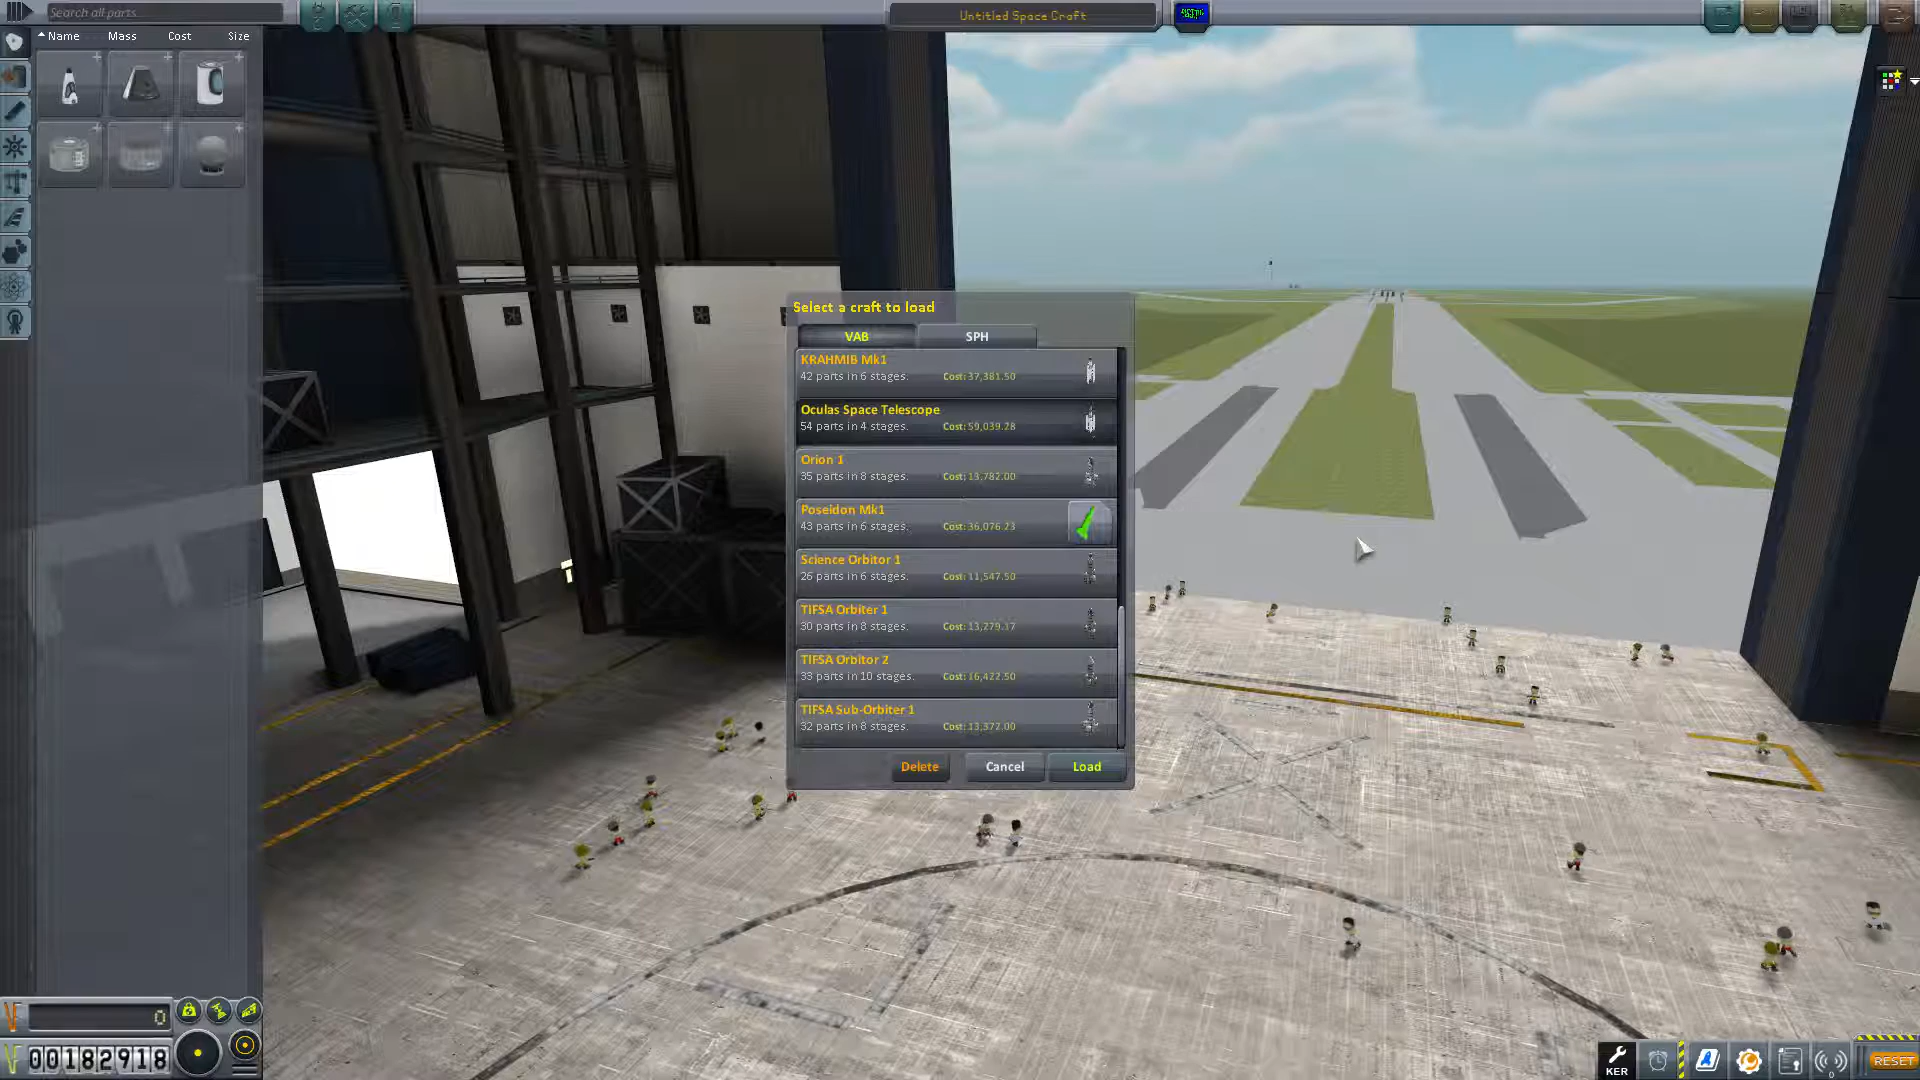 Search all parts...
Untitled Space Craft
Name Mass Cost Size
Select a craft to load
VAB SPH
KRAHMIB Mk1
42 parts in 6 stages. Cost: 37,381.50
Oculas Space Telescope
54 parts in 4 stages. Cost: 59,039.28
Orion 1
35 parts in 8 stages. Cost: 13,782.00
Poseidon Mk1
43 parts in 6 stages. Cost: 36,076.23
Science Orbitor 1
26 parts in 6 stages. Cost: 11,547.50
TIFSA Orbiter 1
30 parts in 8 stages. Cost: 13,279.37
TIFSA Orbitor 2
33 parts in 10 stages. Cost: 16,422.50
TIFSA Sub-Orbiter 1
32 parts in 8 stages. Cost: 13,372.00
Delete Cancel Load
0
00182918
KER
0
RESET